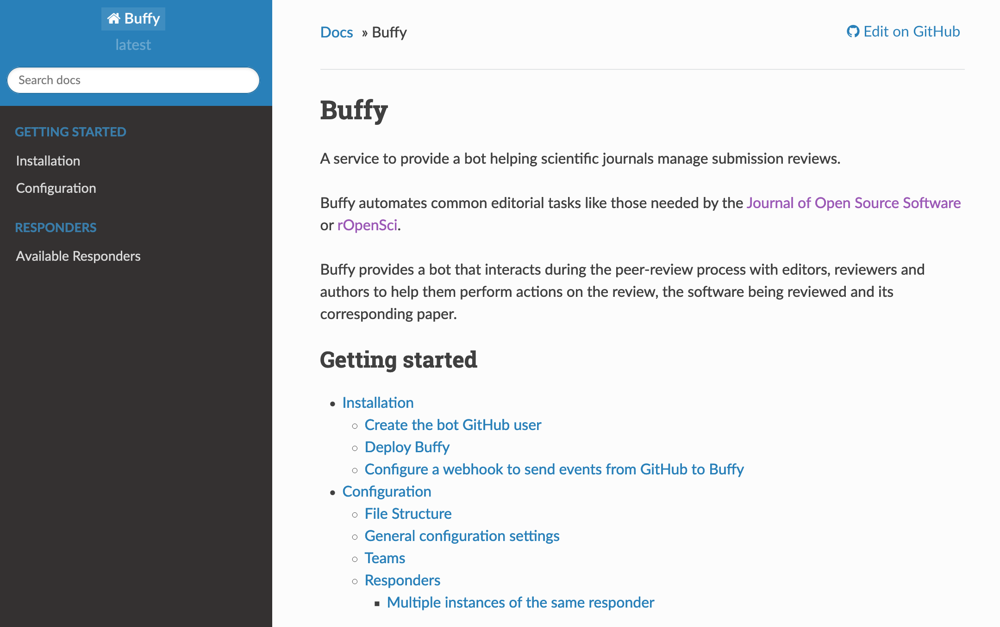 Buffy
latest
Search docs
GETTING STARTED
Installation
Configuration
RESPONDERS
Available Responders
Docs » Buffy
Edit on GitHub
Buffy
A service to provide a bot helping scientific journals manage submission reviews.
Buffy automates common editorial tasks like those needed by the Journal of Open Source Software
or rOpenSci.
Buffy provides a bot that interacts during the peer-review process with editors, reviewers and
authors to help them perform actions on the review, the software being reviewed and its
corresponding paper.
Getting started
Installation
Create the bot GitHub user
Deploy Buffy
Configure a webhook to send events from GitHub to Buffy
Configuration
File Structure
General configuration settings
Teams
Responders
Multiple instances of the same responder